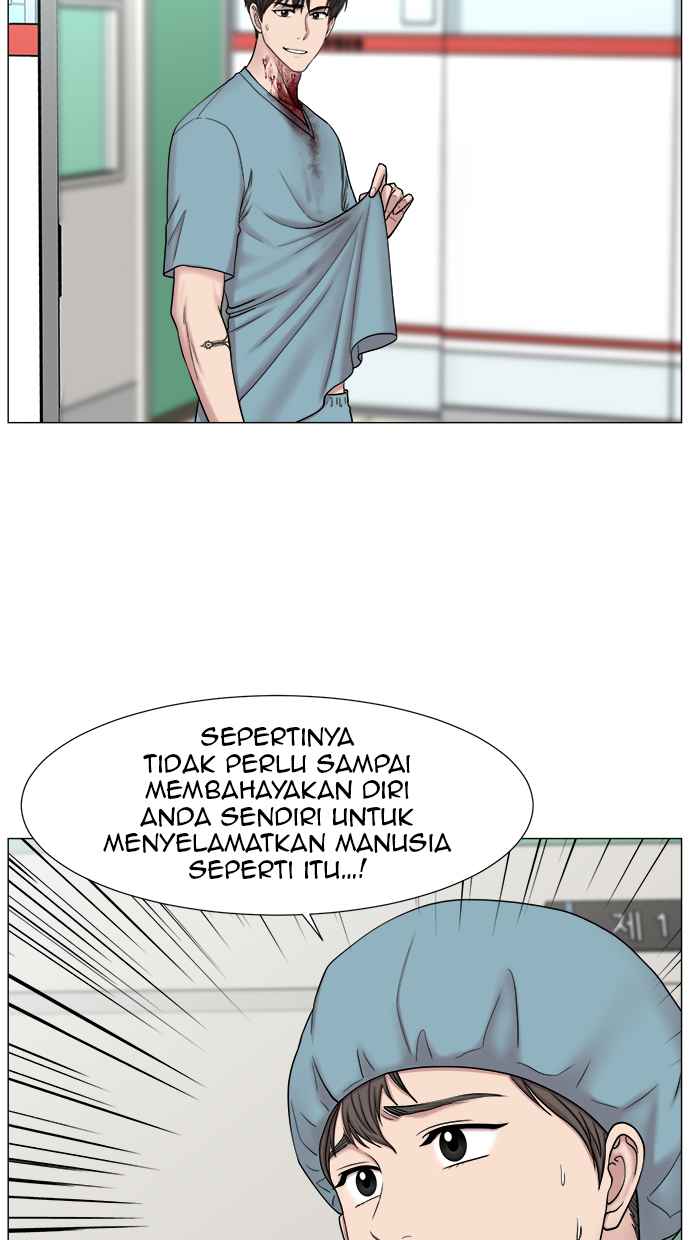 SEPERTINYA
TIDAK PERLU SAMPAI
MEMBAHAYAKAN DIRI
ANDA SENDIRI UNTUK
MENYELAMATKAN MANUSIA
SEPERTI ITU...!
제 1